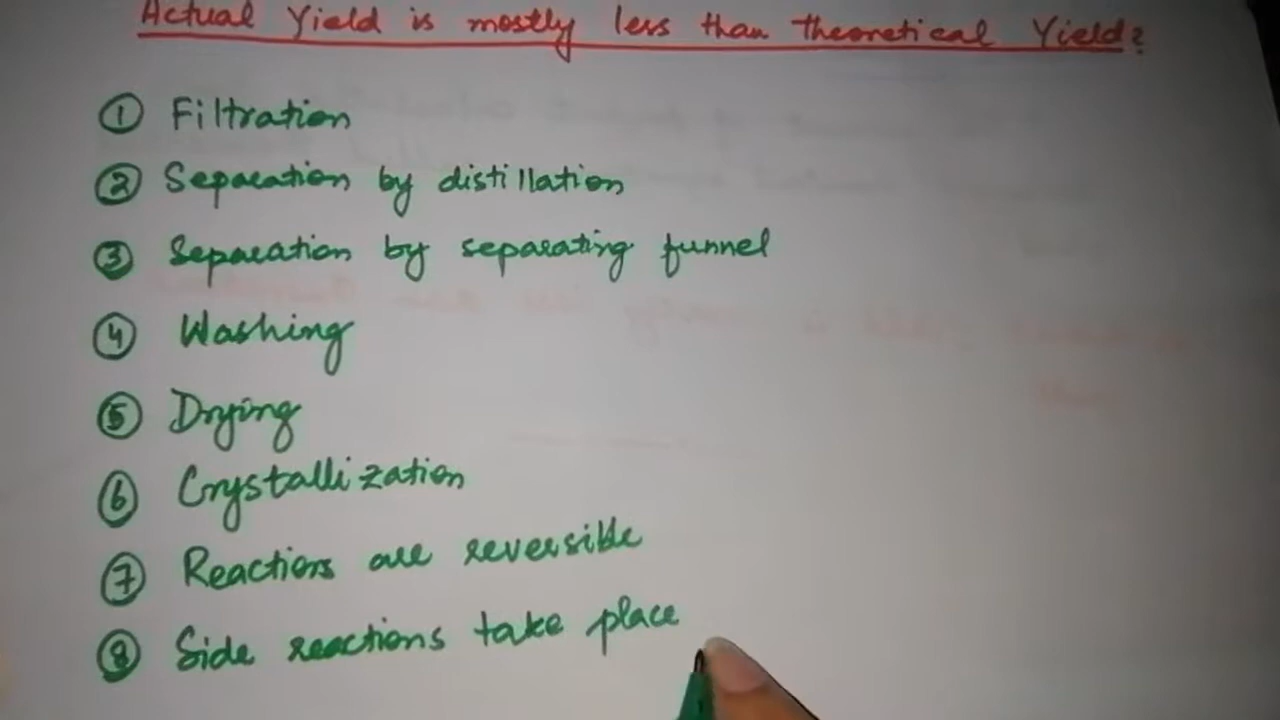 Actual Yield is mostly less than theoretical Yield?
① Filtration
② Separation by distillation
③ Separation by separating funnel
④ Washing
⑤ Drying
⑥ Crystallization
⑦ Reactions are reversible
⑧ Side reactions take place